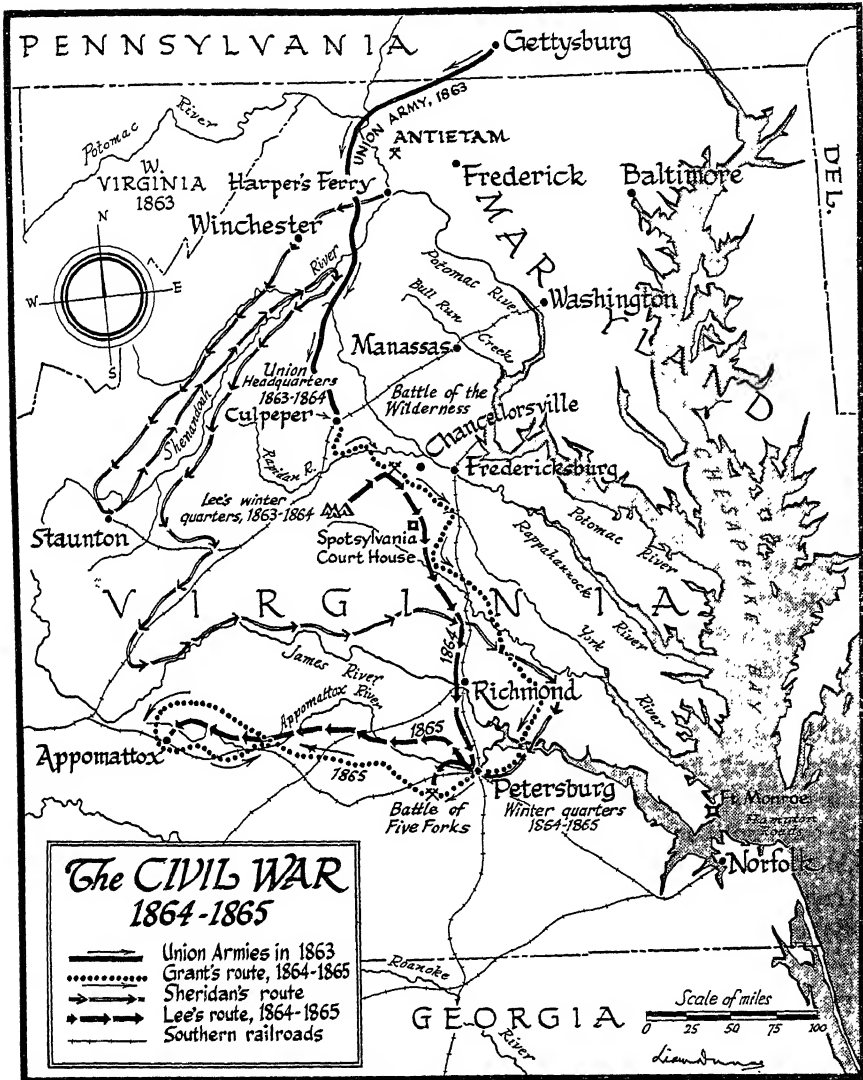 PENNSYLVANIA
Gettysburg
UNION ARMY, 1863
Potomac River
ANTIETAM
W.
VIRGINIA
1863
Harper's Ferry
Frederick
Baltimore
DEL.
MARYLAND
Winchester
N
W
E
S
River
Shenandoah
Potomac River
Bull Run
Creek
Washington
Manassas
Union
Headquarters
1863-1864
Culpeper
Battle of the
Wilderness
Chancellorsville
Rapidan R.
Fredericksburg
Lee's winter
quarters, 1863-1864
Staunton
Spotsylvania
Court House
Potomac
River
Rappahannock
River
CHESAPEAKE BAY
VIRGINIA
York
River
James River
1864
Richmond
Appomattox River
1865
Appomattox
1865
Petersburg
Winter quarters
1864-1865
Battle of
Five Forks
Ft. Monroe
Hampton
Roads
Norfolk
The CIVIL WAR
1864-1865
Union Armies in 1863
Grant's route, 1864-1865
Sheridan's route
Lee's route, 1864-1865
Southern railroads
Roanoke
River
GEORGIA
Scale of miles
0 25 50 75 100